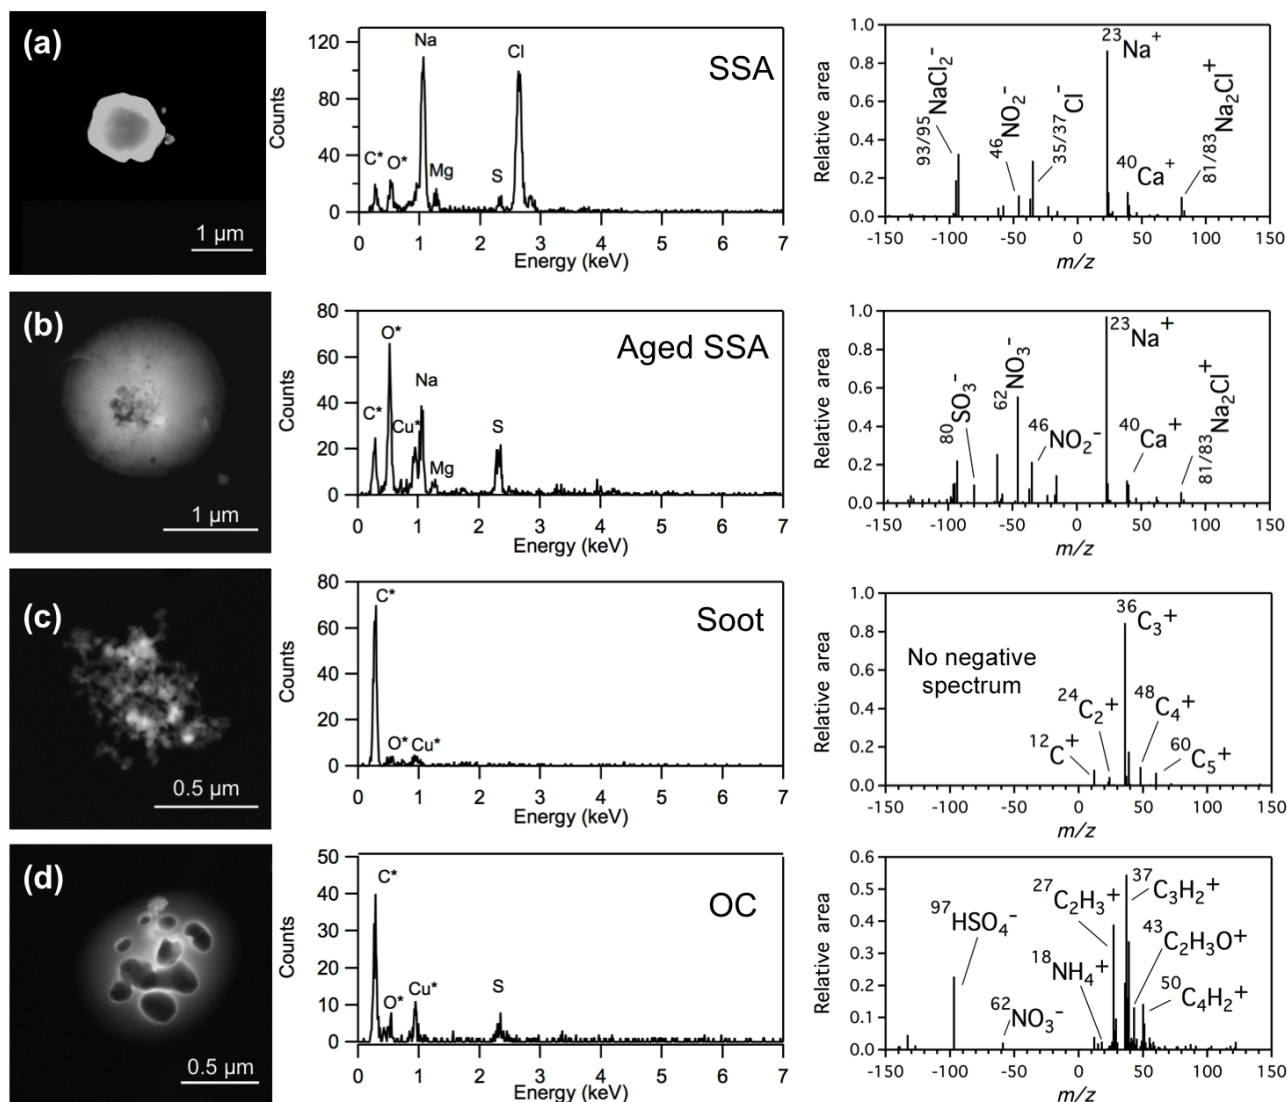 (a)
1 µm
SSA
Counts
120
80
40
0
C*
O*
Na
Mg
S
Cl
0 1 2 3 4 5 6 7
Energy (keV)
Relative area
1.0
0.8
0.6
0.4
0.2
0.0
93/95NaCl2-
46NO2-
35/37Cl-
23Na+
40Ca+
81/83Na2Cl+
-150 -100 -50 0 50 100 150
m/z
(b)
1 µm
Aged SSA
Counts
80
60
40
20
0
C*
O*
Cu*
Na
Mg
S
0 1 2 3 4 5 6 7
Energy (keV)
Relative area
1.0
0.8
0.6
0.4
0.2
0.0
80SO3-
62NO3-
46NO2-
23Na+
40Ca+
81/83Na2Cl+
-150 -100 -50 0 50 100 150
m/z
(c)
0.5 µm
Soot
Counts
80
60
40
20
0
C*
O*
Cu*
0 1 2 3 4 5 6 7
Energy (keV)
Relative area
1.0
0.8
0.6
0.4
0.2
0.0
No negative
spectrum
12C+
24C2+
36C3+
48C4+
60C5+
-150 -100 -50 0 50 100 150
m/z
(d)
0.5 µm
OC
Counts
50
40
30
20
10
0
C*
O*
Cu*
S
0 1 2 3 4 5 6 7
Energy (keV)
Relative area
0.6
0.5
0.4
0.3
0.2
0.1
0.0
97HSO4-
62NO3-
18NH4+
27C2H3+
37C3H2+
43C2H3O+
50C4H2+
-150 -100 -50 0 50 100 150
m/z